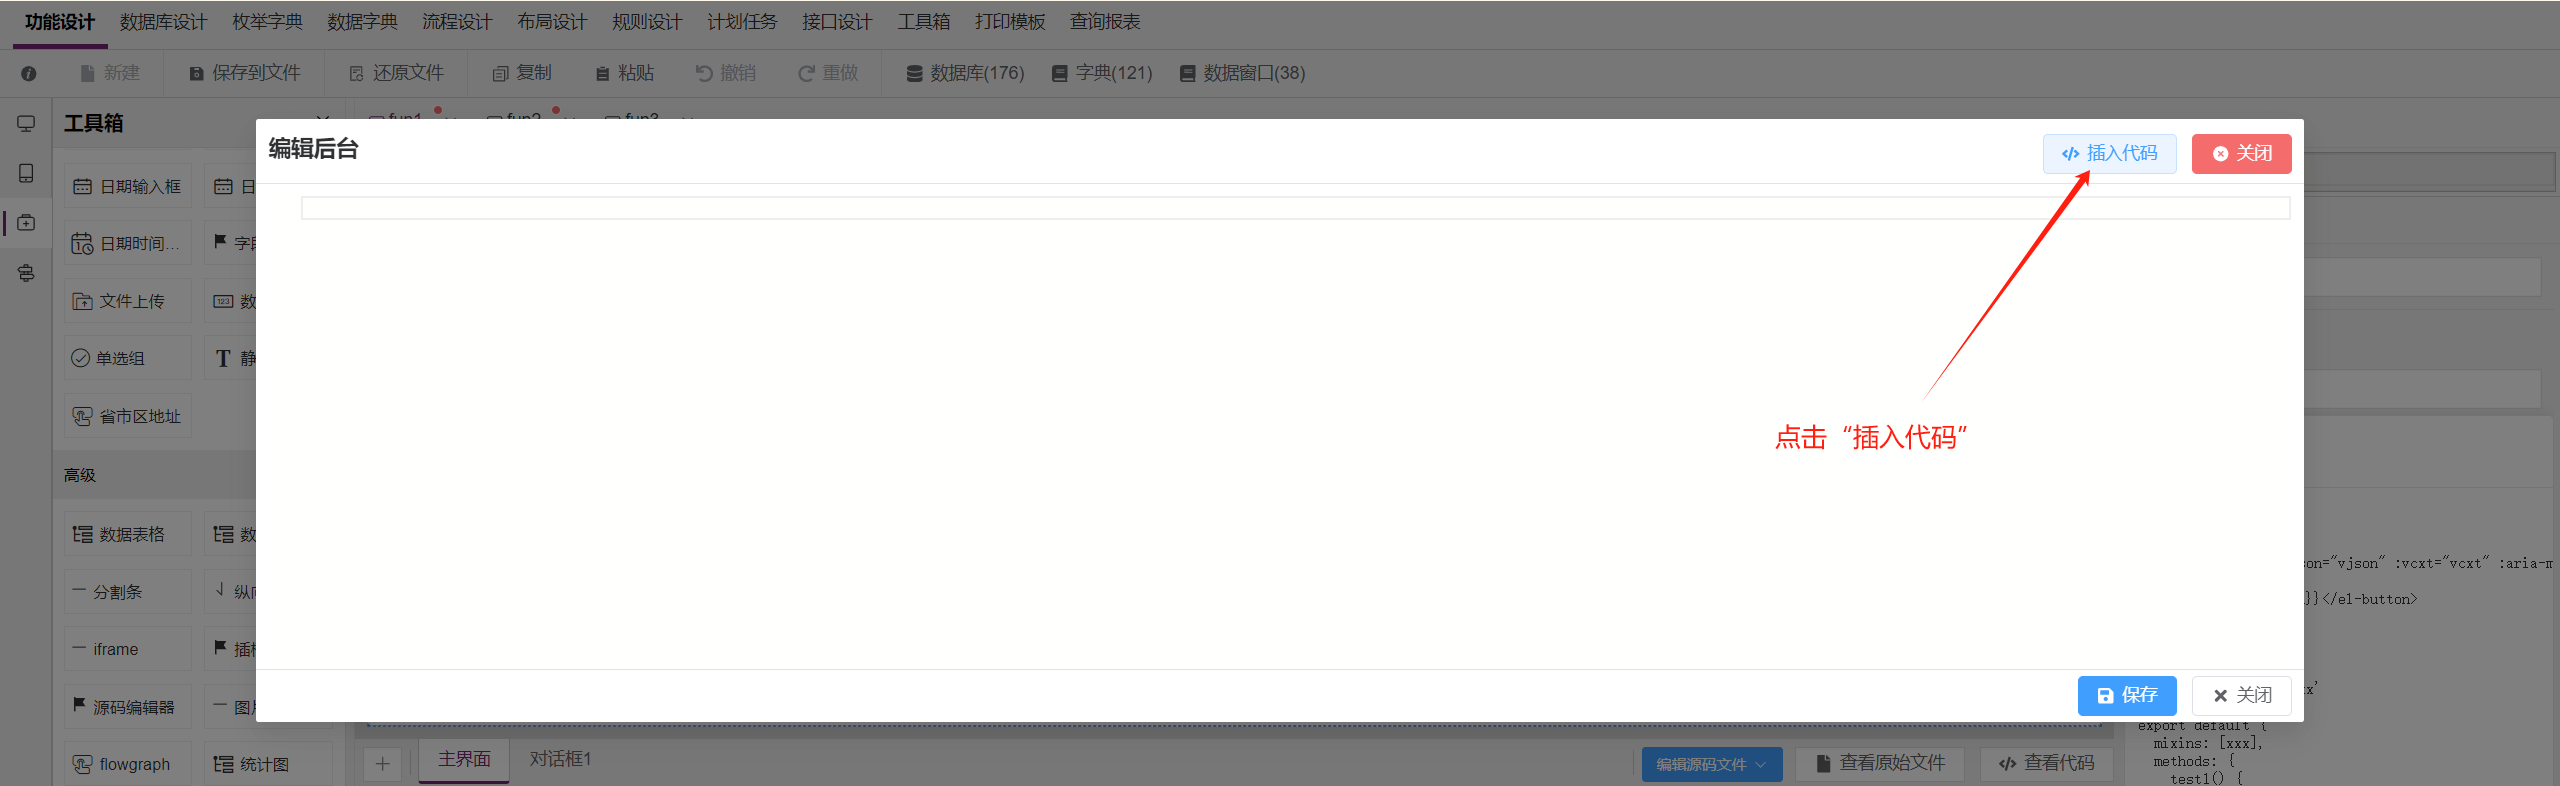 功能设计 数据库设计 枚举字典 数据字典 流程设计 布局设计 规则设计 计划任务 接口设计 工具箱 打印模板 查询报表
新建 保存到文件 还原文件 复制 粘贴 撤销 重做 数据库(176) 字典(121) 数据窗口(38)
工具箱
fun1 fun2 fun3
编辑后台
插入代码 关闭
日期输入框 日
日期时间...
文件上传 数
单选组 静
省市区地址
点击“插入代码”
高级
数据表格 数
分割条
iframe
源码编辑器
flowgraph 统计图
son="vjson" :vcxt="vcxt" :aria-m
}}</el-button>
保存 关闭
export default {
mixins: [xxx],
methods: {
test1() {
主界面 对话框1
编辑源码文件 查看原始文件 查看代码